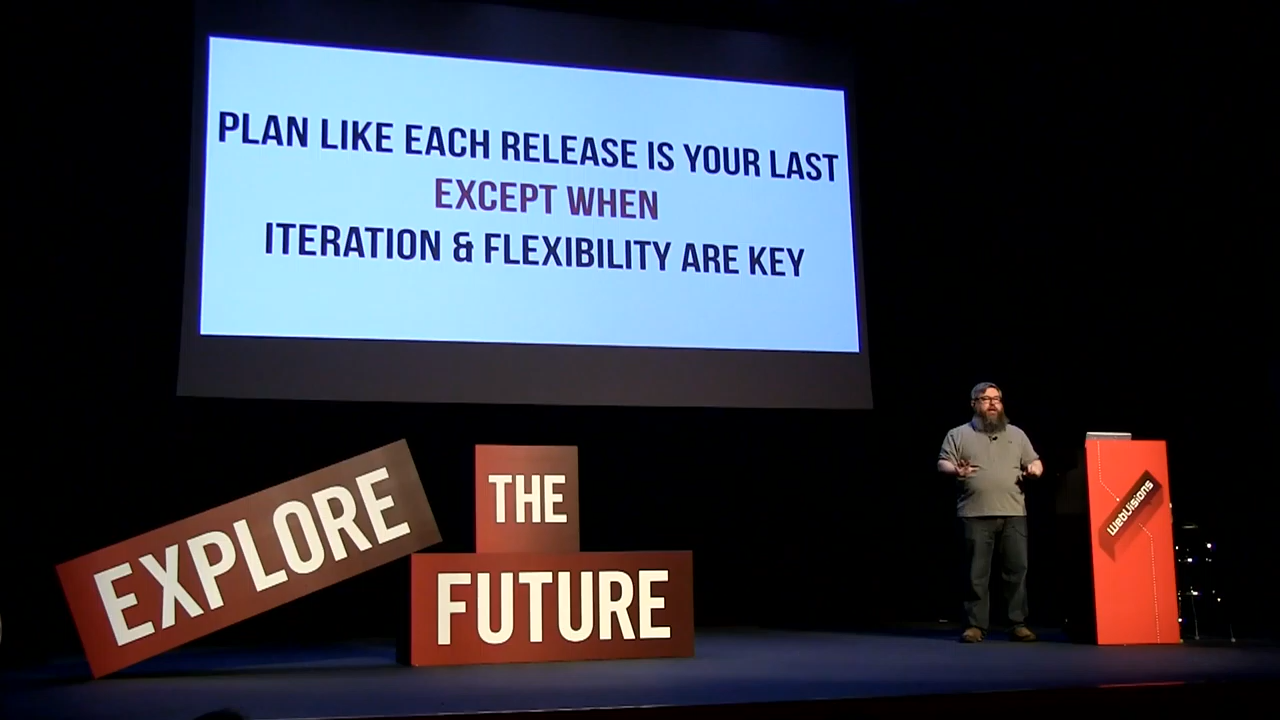 PLAN LIKE EACH RELEASE IS YOUR LAST
EXCEPT WHEN
ITERATION & FLEXIBILITY ARE KEY
EXPLORE
THE
FUTURE
WebVisions